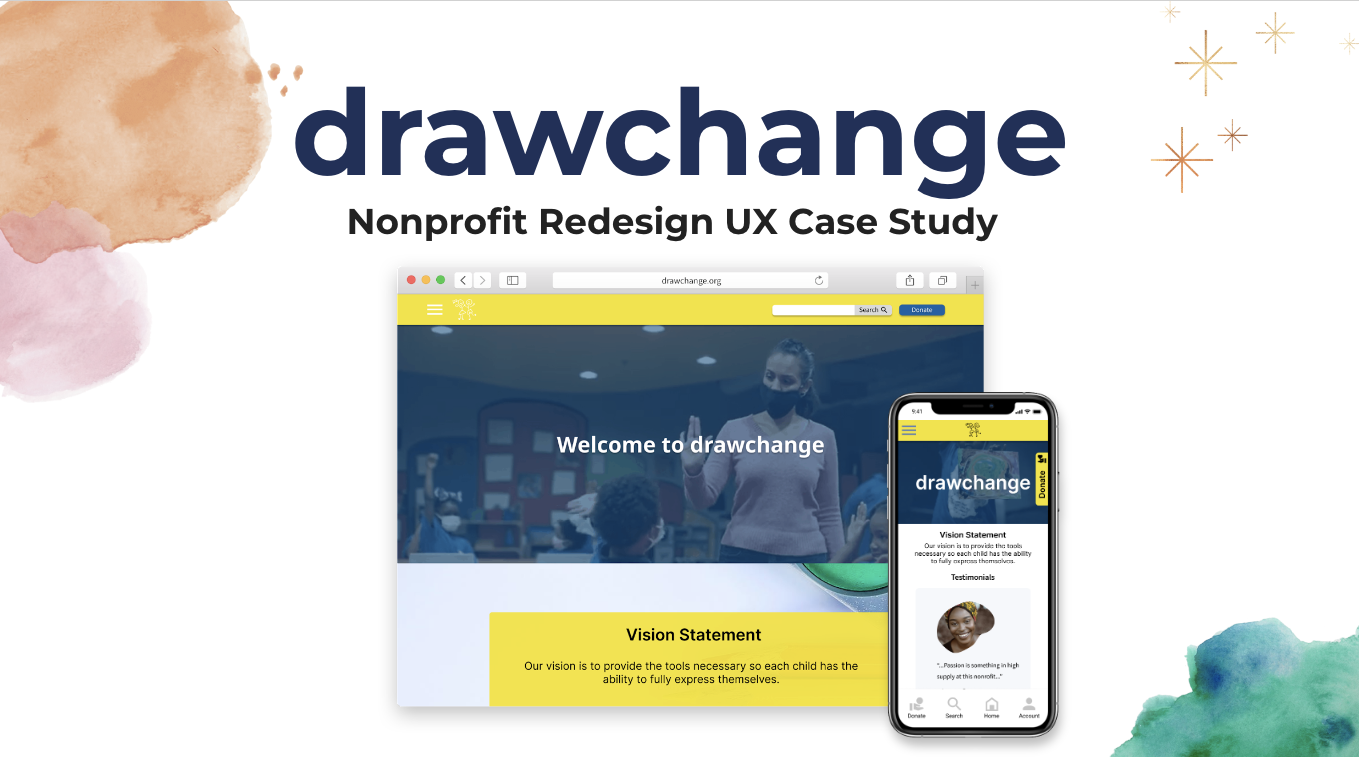 drawchange
Nonprofit Redesign UX Case Study
drawchange.org
Search
Donate
Welcome to drawchange
Vision Statement
Our vision is to provide the tools necessary so each child has the
ability to fully express themselves.
9:41
drawchange
Donate
Vision Statement
Our vision is to provide the tools
necessary so each child has the ability
to fully express themselves.
Testimonials
"...Passion is something in high
supply at this nonrofit..."
Donate
Search
Home
Account